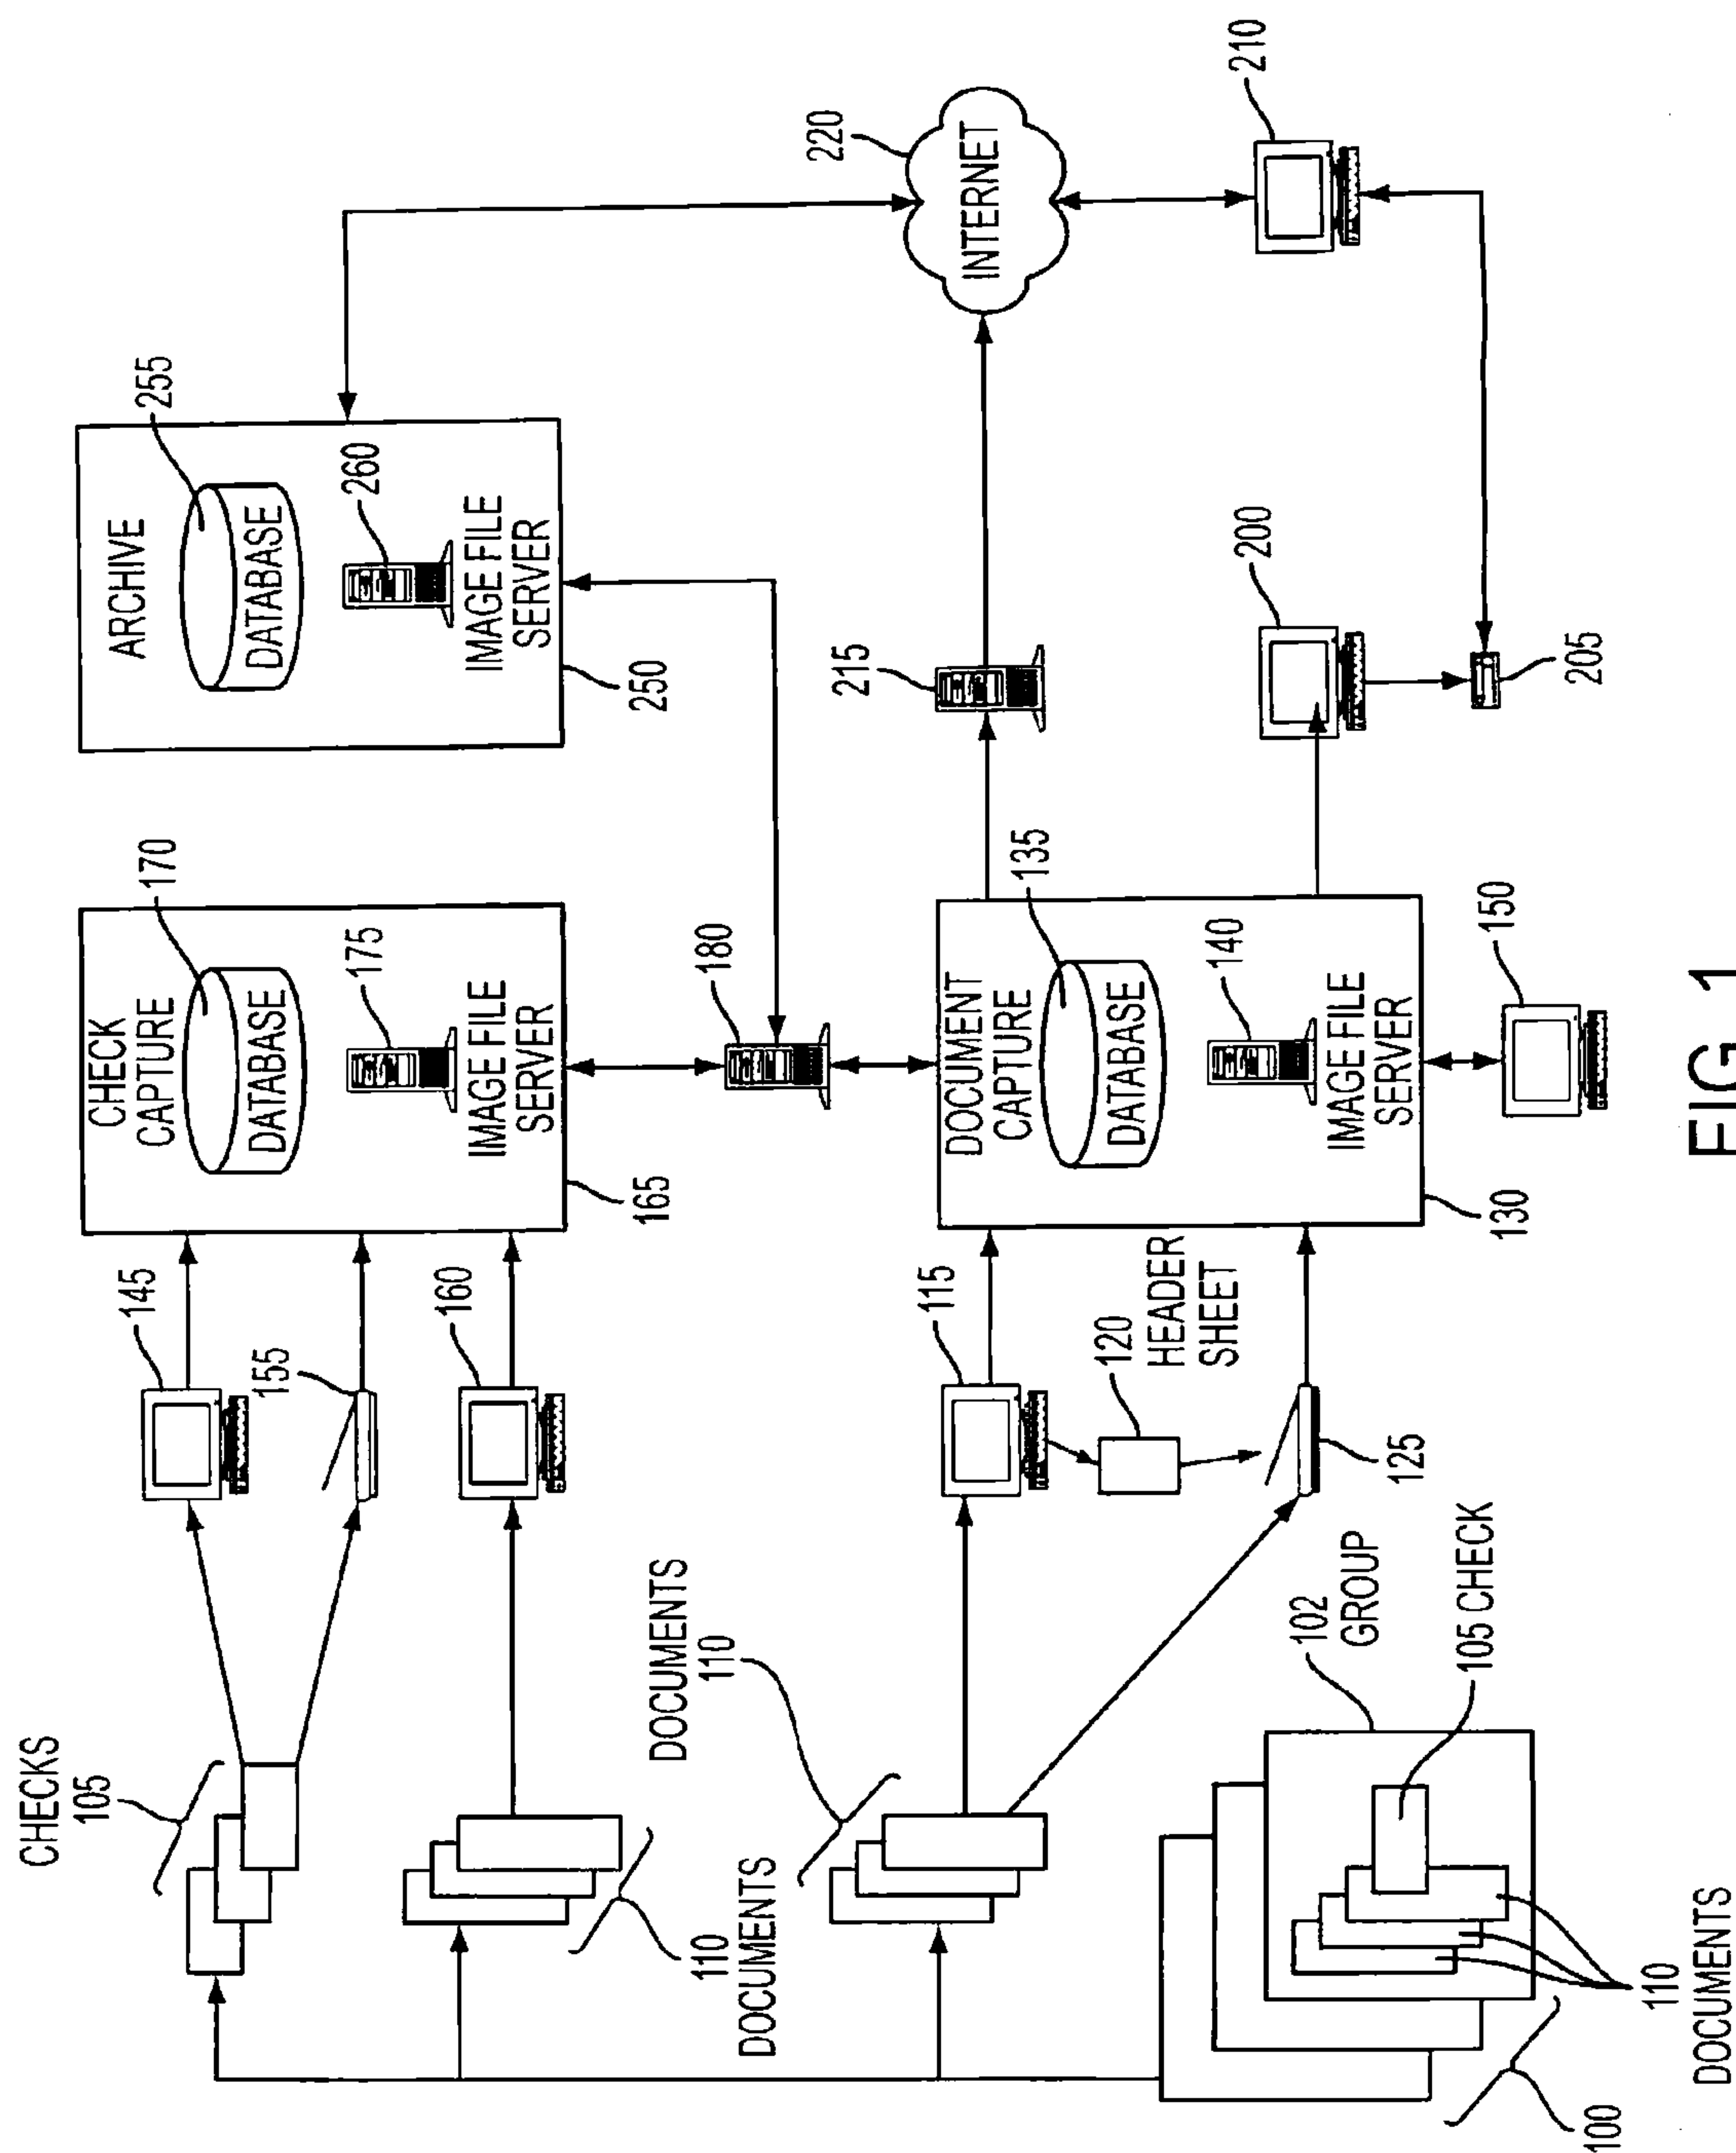 CHECKS
105
145
155
160
CHECK
CAPTURE
170
DATABASE
175
IMAGE FILE
SERVER
165
ARCHIVE
255
DATABASE
260
IMAGE FILE
SERVER
250
110
DOCUMENTS
DOCUMENTS
110
180
220
INTERNET
215
115
120
HEADER
SHEET
125
DOCUMENT
CAPTURE
135
DATABASE
140
IMAGE FILE
SERVER
130
150
200
205
210
102
GROUP
105 CHECK
100
110
DOCUMENTS
FIG. 1